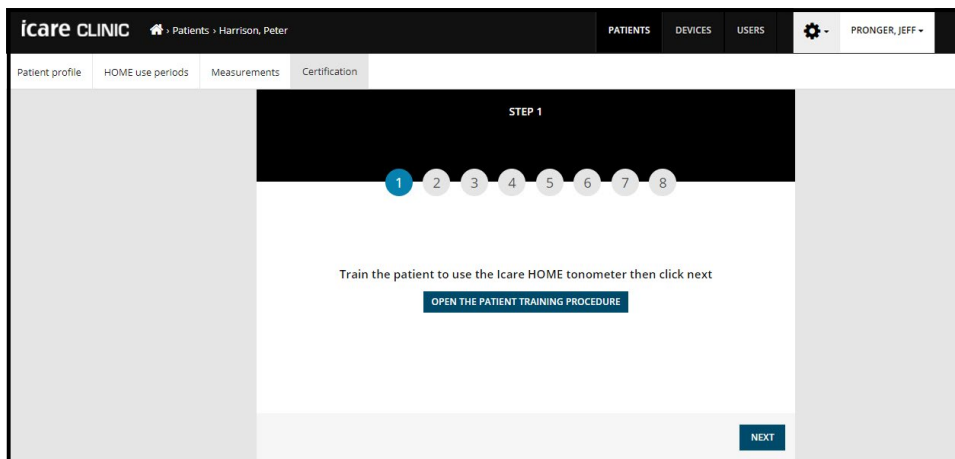 icare CLINIC › Patients › Harrison, Peter PATIENTS DEVICES USERS PRONGER, JEFF
Patient profile HOME use periods Measurements Certification
STEP 1
1 2 3 4 5 6 7 8
Train the patient to use the Icare HOME tonometer then click next
OPEN THE PATIENT TRAINING PROCEDURE
NEXT